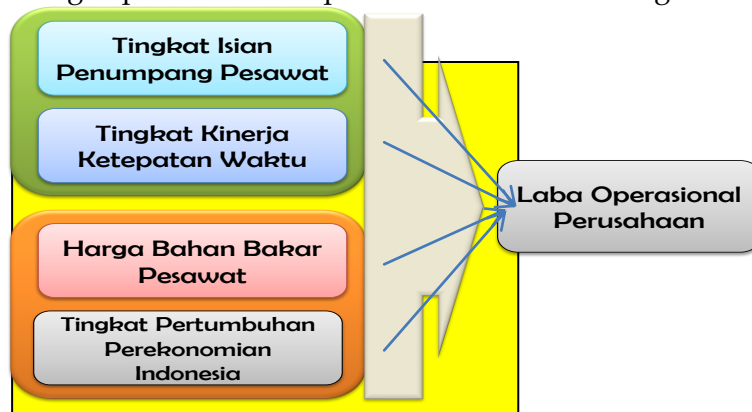 Tingkat Isian
Penumpang Pesawat
Tingkat Kinerja
Ketepatan Waktu
Harga Bahan Bakar
Pesawat
Tingkat Pertumbuhan
Perekonomian
Indonesia
Laba Operasional
Perusahaan